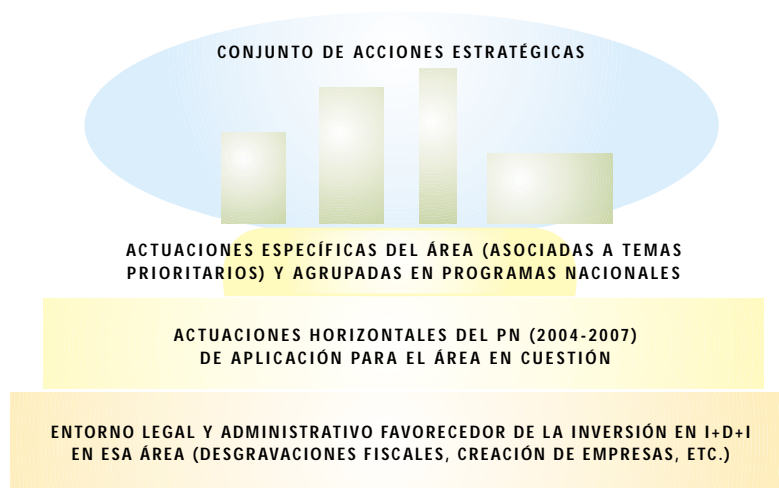 CONJUNTO DE ACCIONES ESTRATÉGICAS
ACTUACIONES ESPECÍFICAS DEL ÁREA (ASOCIADAS A TEMAS
PRIORITARIOS) Y AGRUPADAS EN PROGRAMAS NACIONALES
ACTUACIONES HORIZONTALES DEL PN (2004-2007)
DE APLICACIÓN PARA EL ÁREA EN CUESTIÓN
ENTORNO LEGAL Y ADMINISTRATIVO FAVORECEDOR DE LA INVERSIÓN EN I+D+I
EN ESA ÁREA (DESGRAVACIONES FISCALES, CREACIÓN DE EMPRESAS, ETC.)